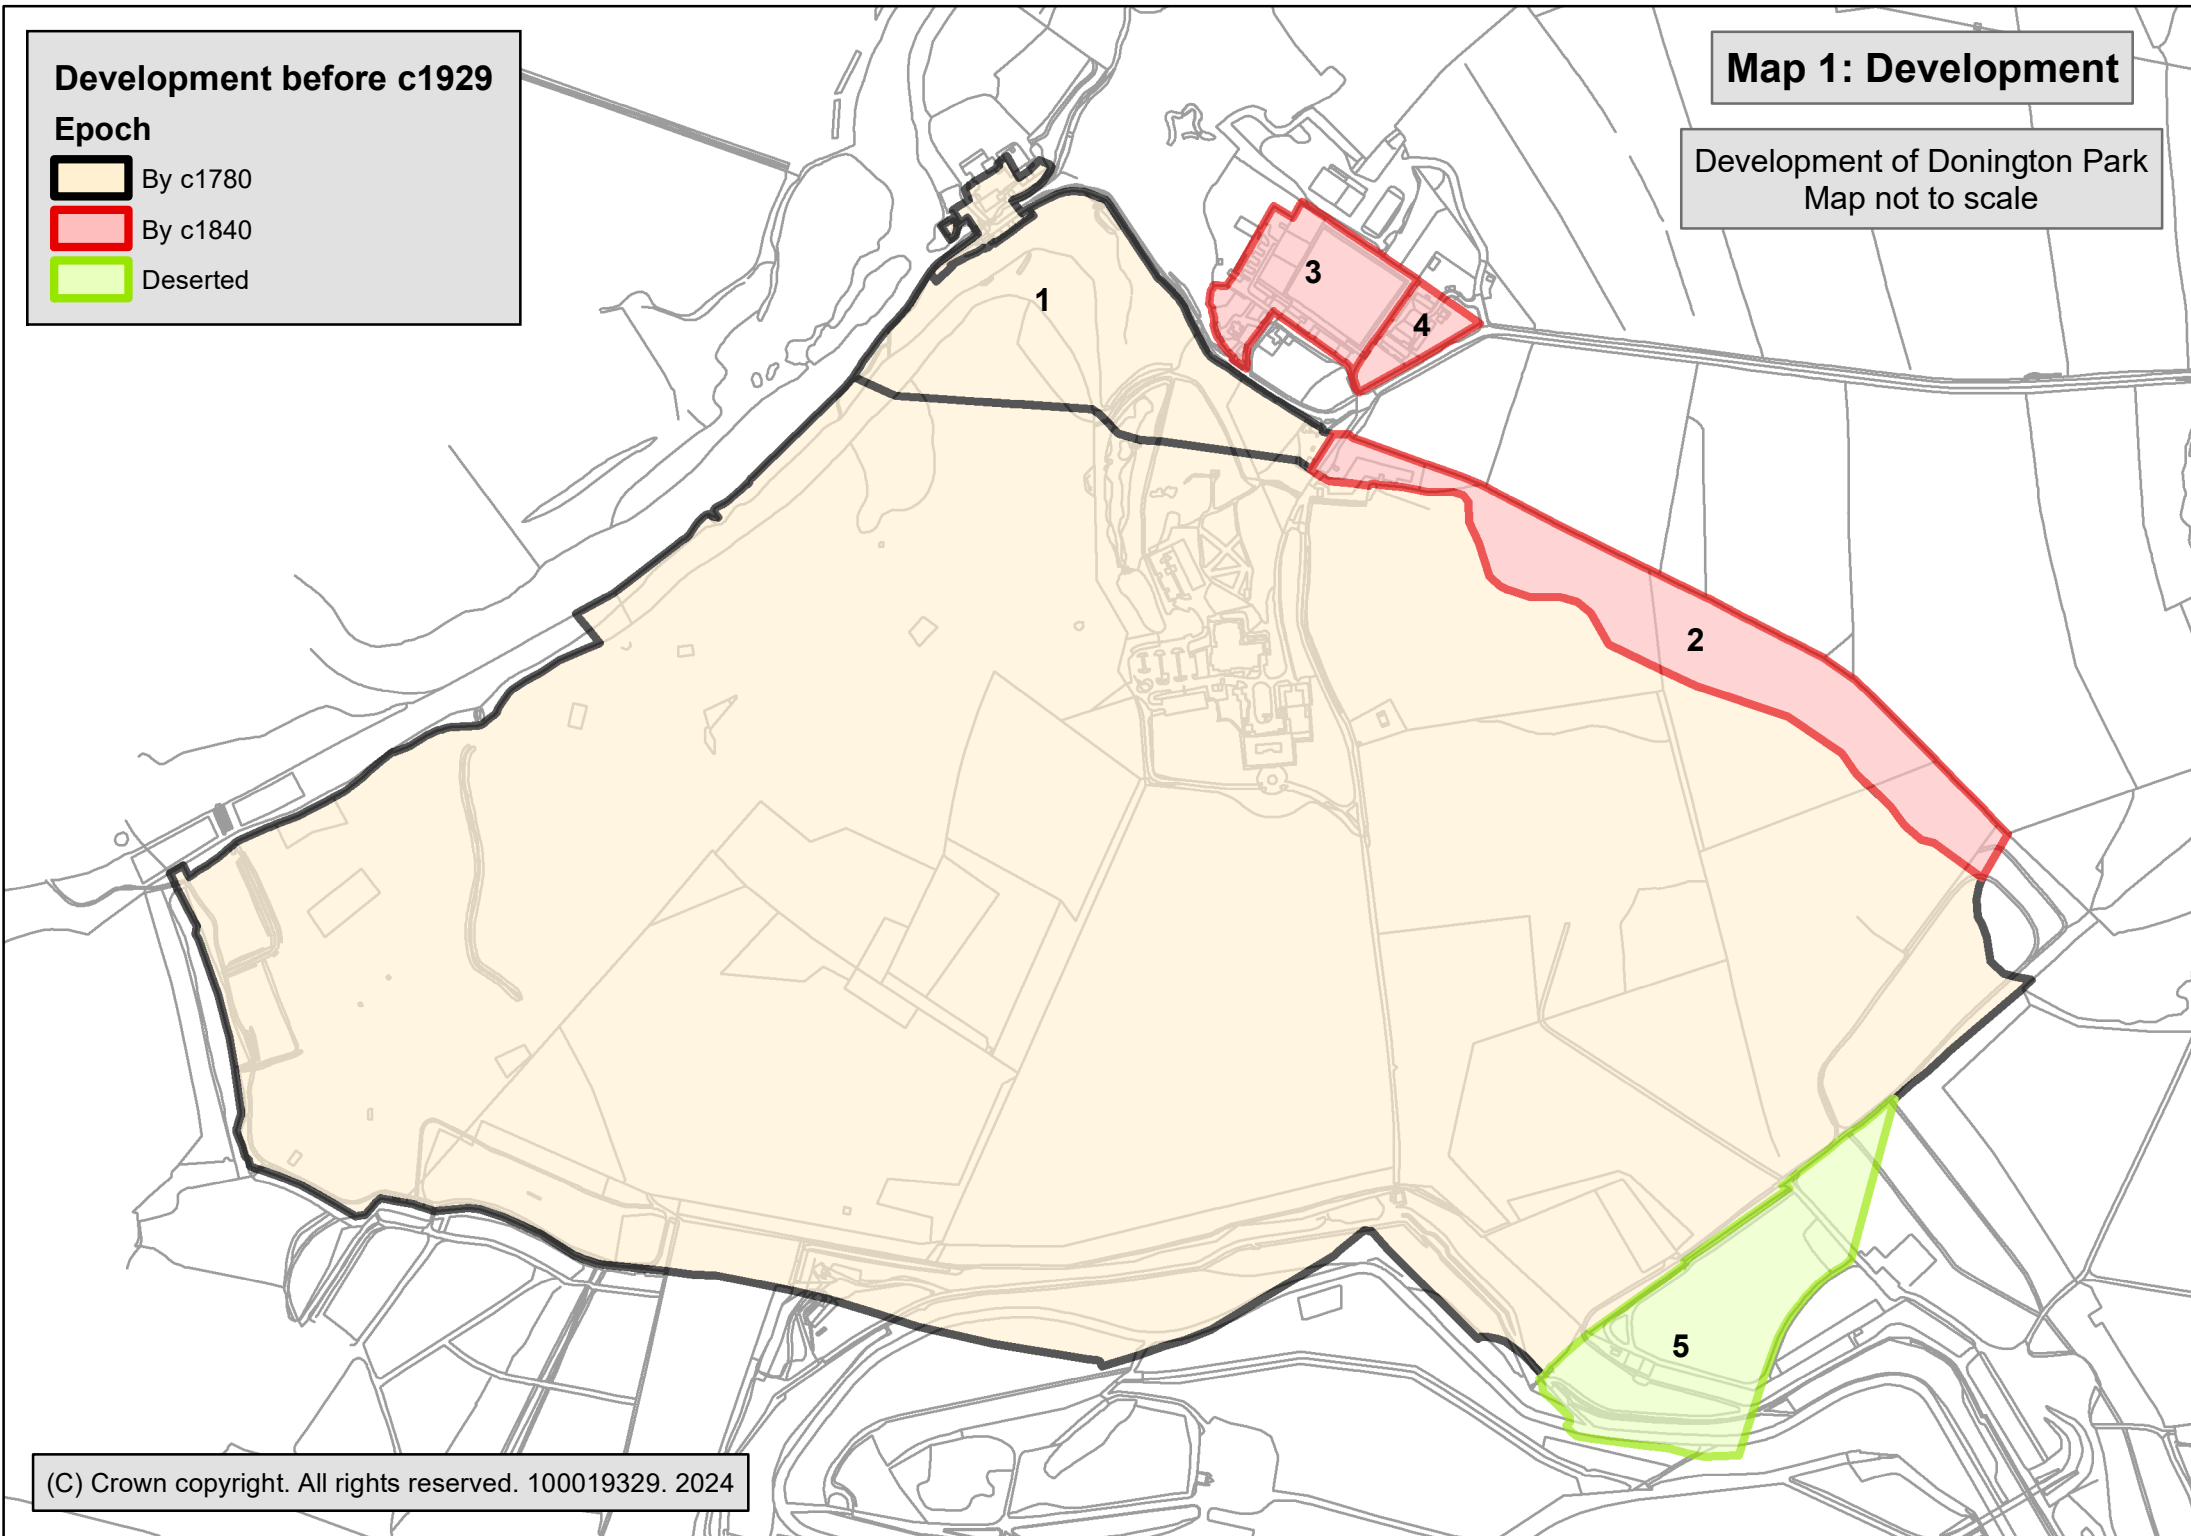 Development before c1929
Epoch
By c1780
By c1840
Deserted
Map 1: Development
Development of Donington Park
Map not to scale
1
3
4
2
5
(C) Crown copyright. All rights reserved. 100019329. 2024